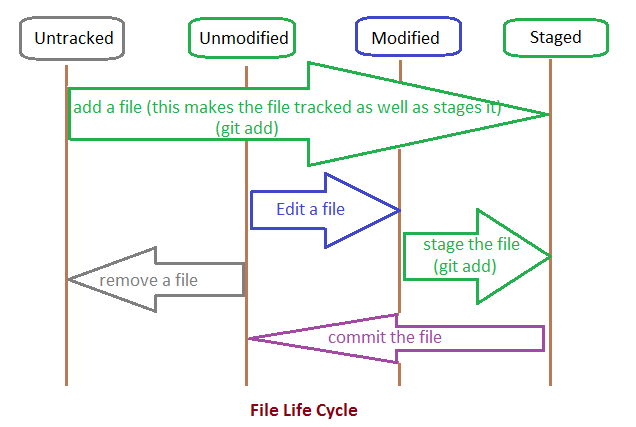 Untracked
Unmodified
Modified
Staged
add a file (this makes the file tracked as well as stages it)
(git add)
Edit a file
stage the file
(git add)
remove a file
commit the file
File Life Cycle